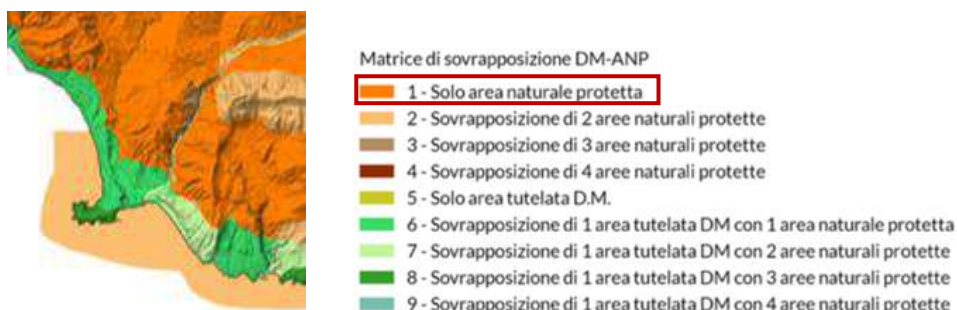 Matrice di sovrapposizione DM-ANP
1 - Solo area naturale protetta
2 - Sovrapposizione di 2 aree naturali protette
3 - Sovrapposizione di 3 aree naturali protette
4 - Sovrapposizione di 4 aree naturali protette
5 - Solo area tutelata D.M.
6 - Sovrapposizione di 1 area tutelata DM con 1 area naturale protetta
7 - Sovrapposizione di 1 area tutelata DM con 2 aree naturali protette
8 - Sovrapposizione di 1 area tutelata DM con 3 aree naturali protette
9 - Sovrapposizione di 1 area tutelata DM con 4 aree naturali protette